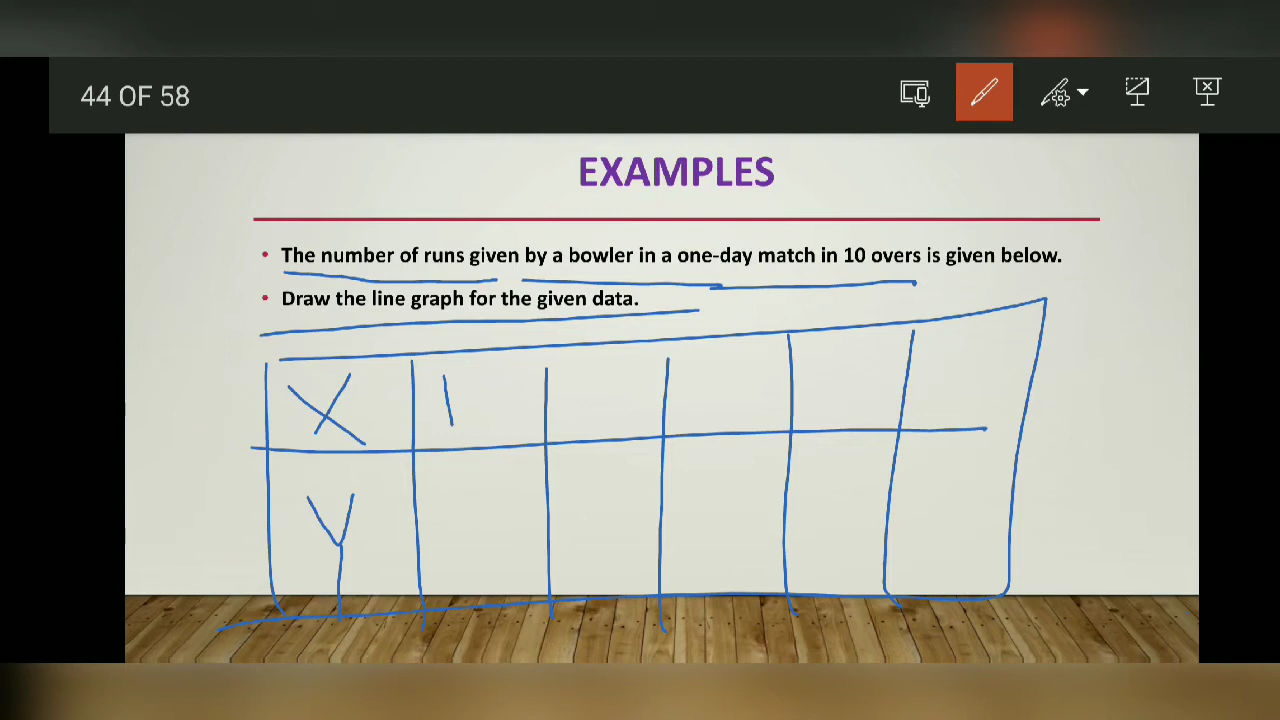 44 OF 58
EXAMPLES
• The number of runs given by a bowler in a one-day match in 10 overs is given below.
• Draw the line graph for the given data.
X 1
Y